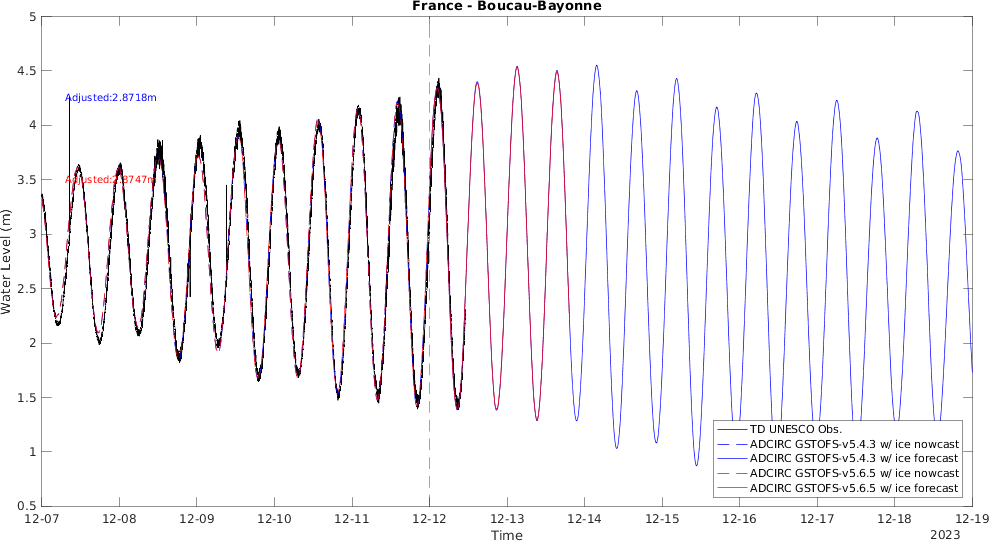 France - Boucau-Bayonne
Water Level (m)
5
4.5
4
3.5
3
2.5
2
1.5
1
0.5
Adjusted:2.8718m
Adjusted:2.8747m
TD UNESCO Obs.
ADCIRC GSTOFS-v5.4.3 w/ ice nowcast
ADCIRC GSTOFS-v5.4.3 w/ ice forecast
ADCIRC GSTOFS-v5.6.5 w/ ice nowcast
ADCIRC GSTOFS-v5.6.5 w/ ice forecast
12-07 12-08 12-09 12-10 12-11 12-12 12-13 12-14 12-15 12-16 12-17 12-18 12-19
Time
2023